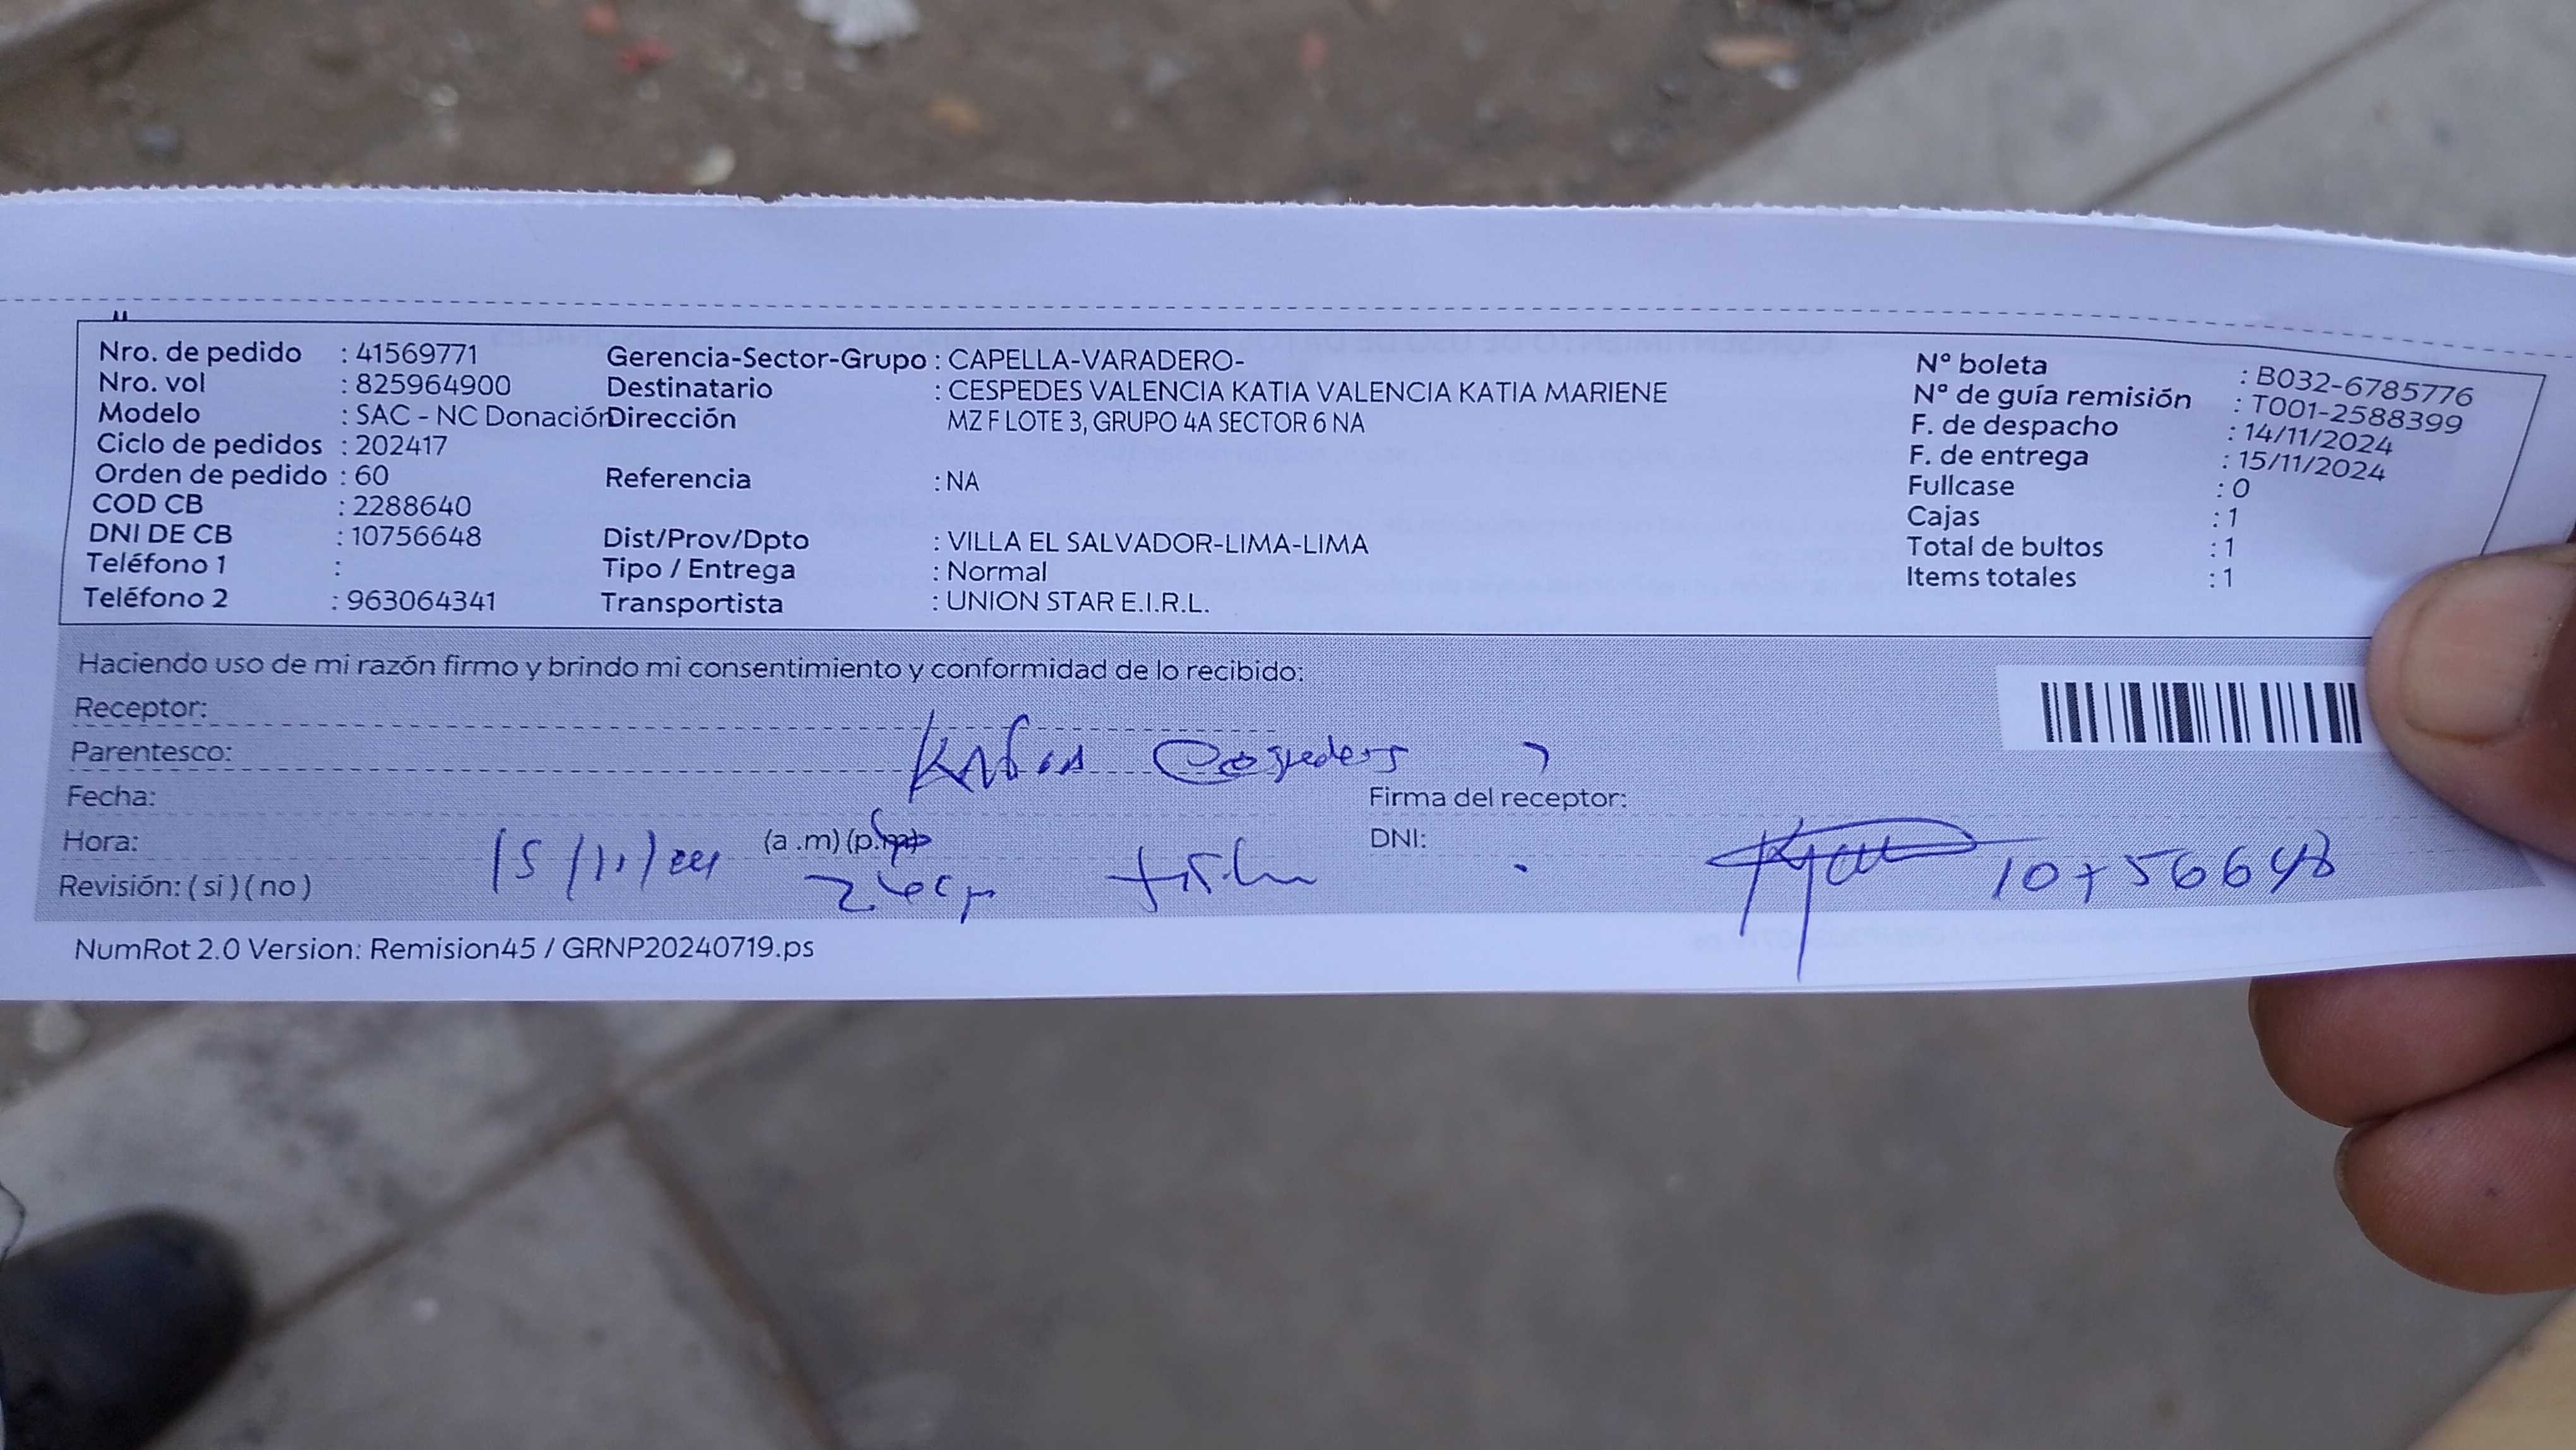 Nro. de pedido : 41569771
Nro. vol : 825964900
Modelo : SAC - NC Donación
Ciclo de pedidos : 202417
Orden de pedido : 60
COD CB : 2288640
DNI DE CB : 10756648
Teléfono 1 :
Teléfono 2 : 963064341
Gerencia-Sector-Grupo : CAPELLA-VARADERO-
Destinatario : CESPEDES VALENCIA KATIA VALENCIA KATIA MARIENE
Dirección MZ F LOTE 3, GRUPO 4A SECTOR 6 NA
Referencia : NA
Dist/Prov/Dpto : VILLA EL SALVADOR-LIMA-LIMA
Tipo / Entrega : Normal
Transportista : UNION STAR E.I.R.L.
N° boleta : B032-6785776
N° de guía remisión : T001-2588399
F. de despacho : 14/11/2024
F. de entrega : 15/11/2024
Fullcase : 0
Cajas : 1
Total de bultos : 1
Items totales : 1
Haciendo uso de mi razón firmo y brindo mi consentimiento y conformidad de lo recibido:
Receptor:
Parentesco: Katia Cespedes
Fecha: Firma del receptor:
Hora: 15/11/24 (a .m) (p.m) DNI: 10756648
Revisión: ( si ) ( no )
NumRot 2.0 Version: Remision45 / GRNP20240719.ps